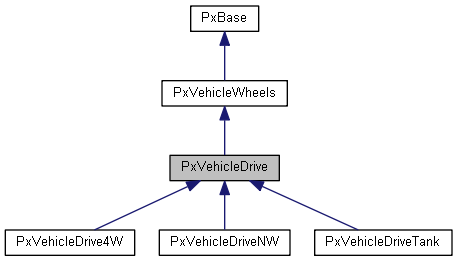 PxBase
PxVehicleWheels
PxVehicleDrive
PxVehicleDrive4W
PxVehicleDriveNW
PxVehicleDriveTank